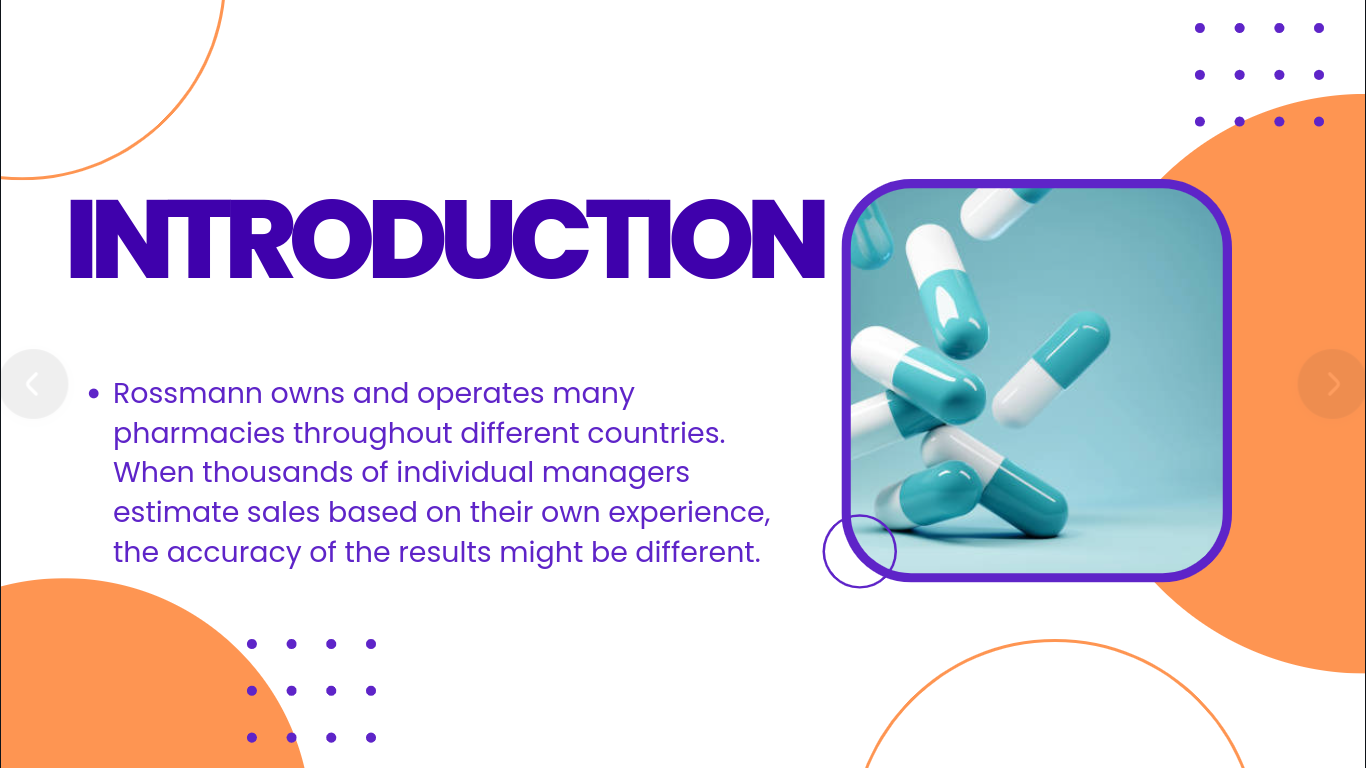 INTRODUCTION
• Rossmann owns and operates many
pharmacies throughout different countries.
When thousands of individual managers
estimate sales based on their own experience,
the accuracy of the results might be different.